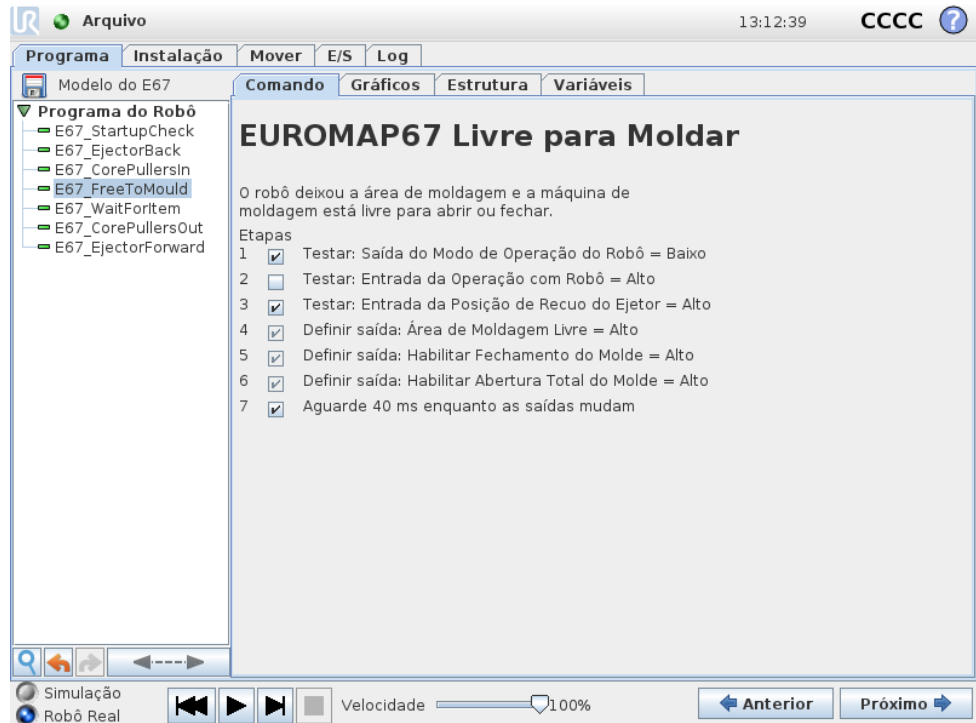 UR Arquivo 13:12:39 CCCC ?
Programa Instalação Mover E/S Log
Modelo do E67 Comando Gráficos Estrutura Variáveis
Programa do Robô
E67_StartupCheck
E67_EjectorBack
E67_CorePullersIn
E67_FreeToMould
E67_WaitForItem
E67_CorePullersOut
E67_EjectorForward
EUROMAP67 Livre para Moldar
O robô deixou a área de moldagem e a máquina de
moldagem está livre para abrir ou fechar.
Etapas
1 Testar: Saída do Modo de Operação do Robô = Baixo
2 Testar: Entrada da Operação com Robô = Alto
3 Testar: Entrada da Posição de Recuo do Ejetor = Alto
4 Definir saída: Área de Moldagem Livre = Alto
5 Definir saída: Habilitar Fechamento do Molde = Alto
6 Definir saída: Habilitar Abertura Total do Molde = Alto
7 Aguarde 40 ms enquanto as saídas mudam
Simulação
Robô Real
Velocidade 100% Anterior Próximo